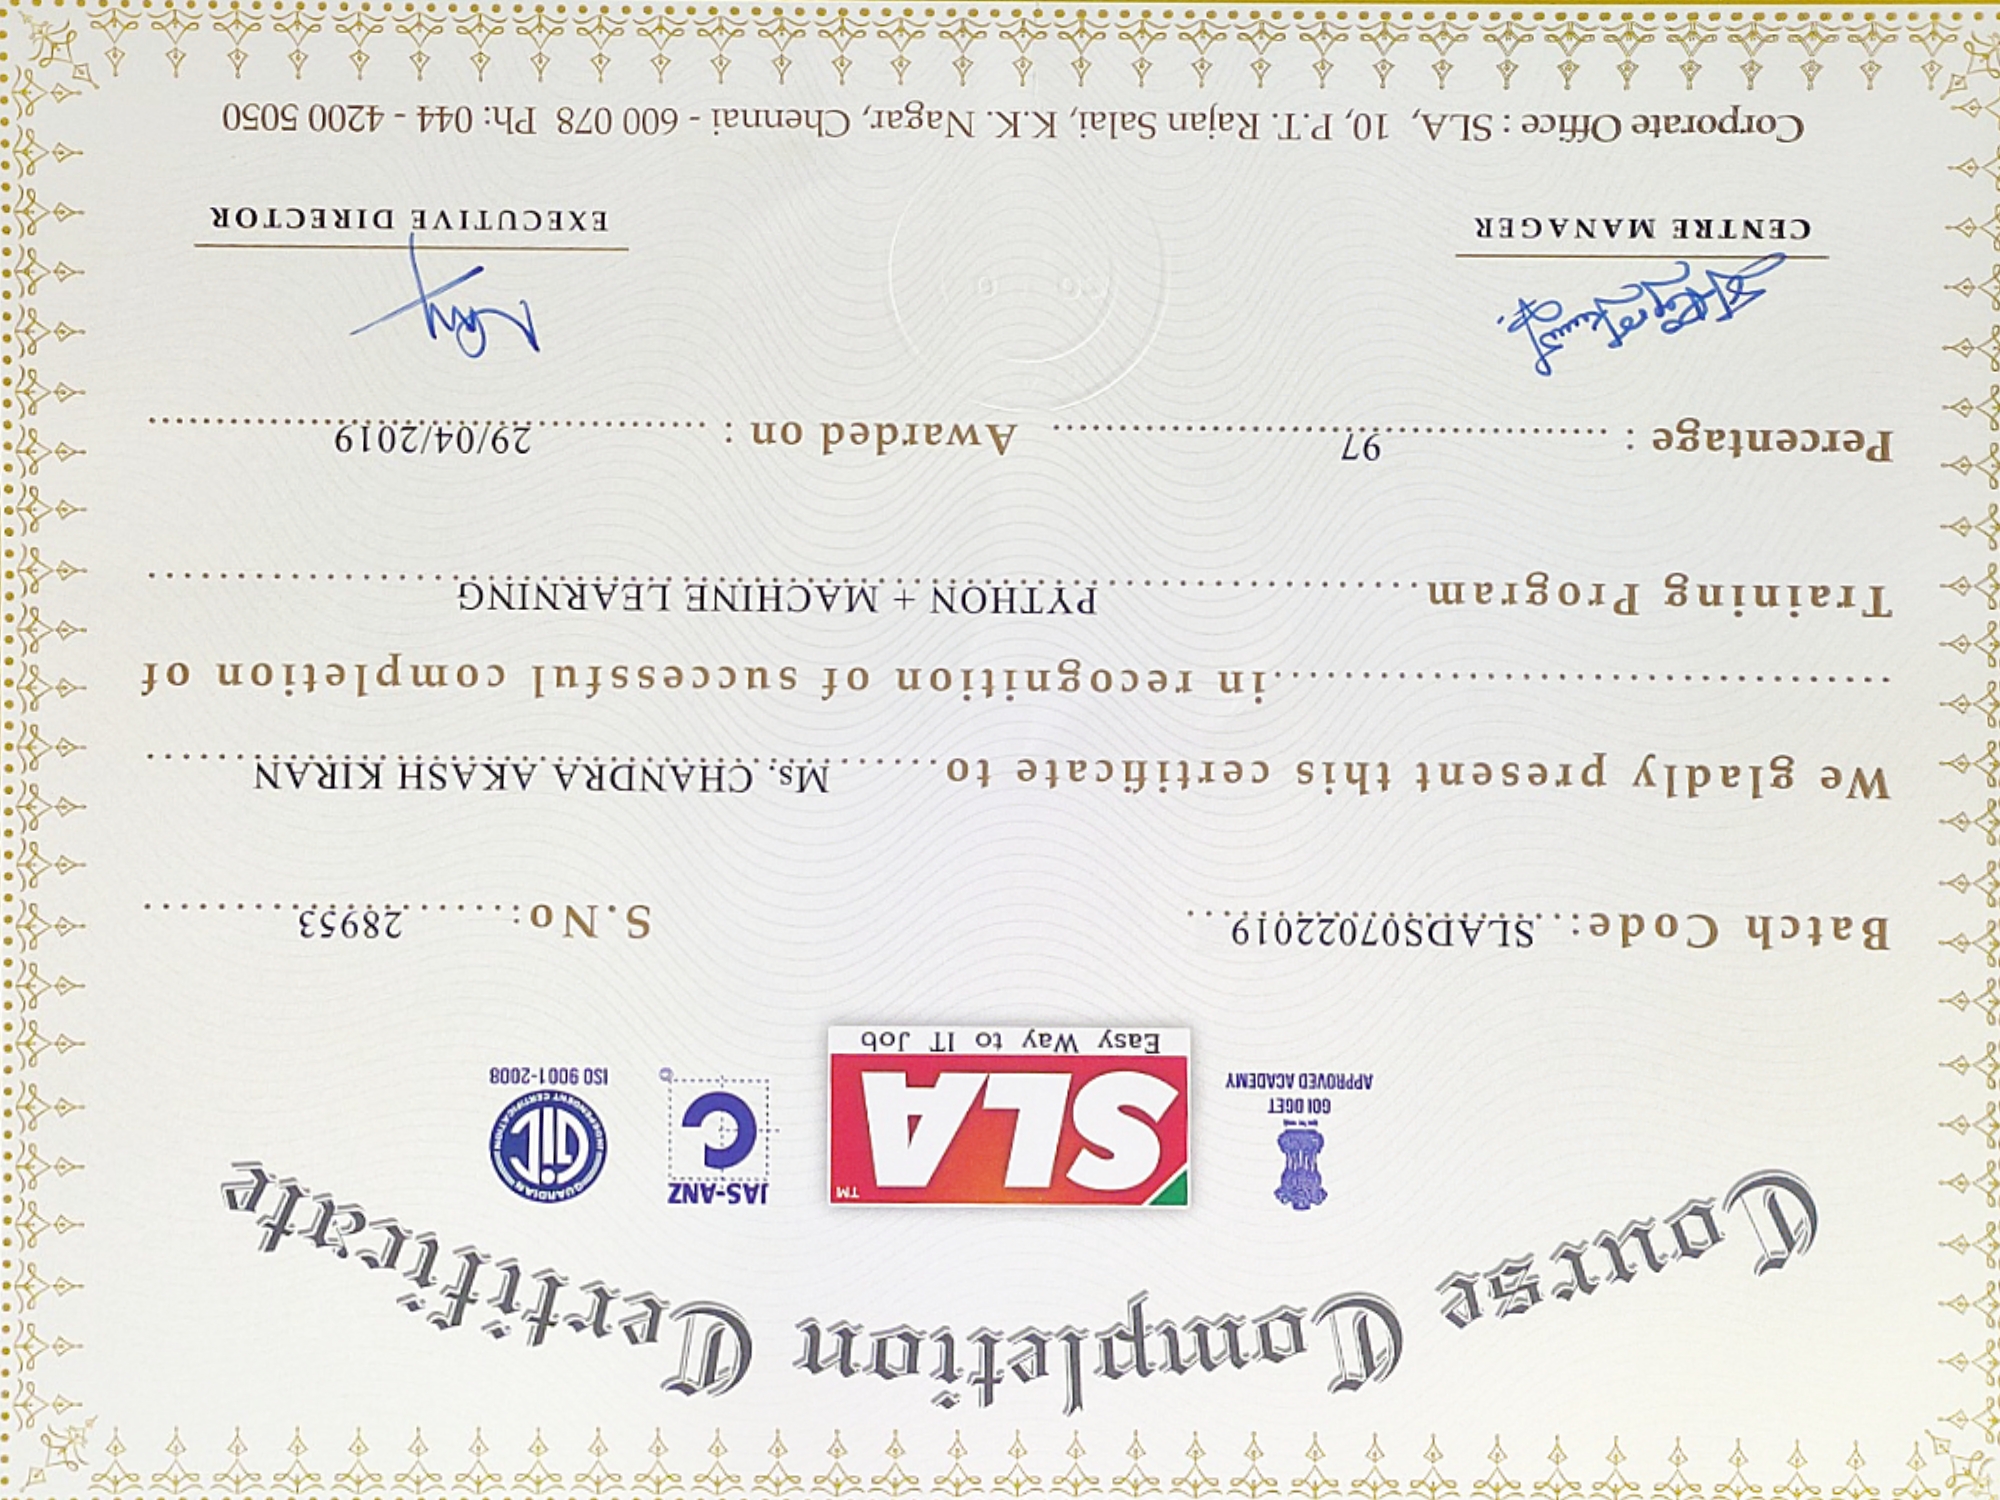 Course Completion Certificate
GOI DGET
APPROVED ACADEMY
SLA TM
Easy Way to IT Job
JAS-ANZ
C
GUARDIAN
GIC
INDEPENDENT CERTIFICATION
ISO 9001-2008
Batch Code:..SLADS07022019...
S.No:......28953.........
We gladly present this certificate to......Ms. CHANDRA AKASH KIRAN......
....................................in recognition of successful completion of
Training Program..................PYTHON + MACHINE LEARNING..................
Percentage : ....................97..........................
Awarded on : .............29/04/2019................
CENTRE MANAGER
EXECUTIVE DIRECTOR
Corporate Office : SLA, 10, P.T. Rajan Salai, K.K. Nagar, Chennai - 600 078 Ph: 044 - 4200 5050